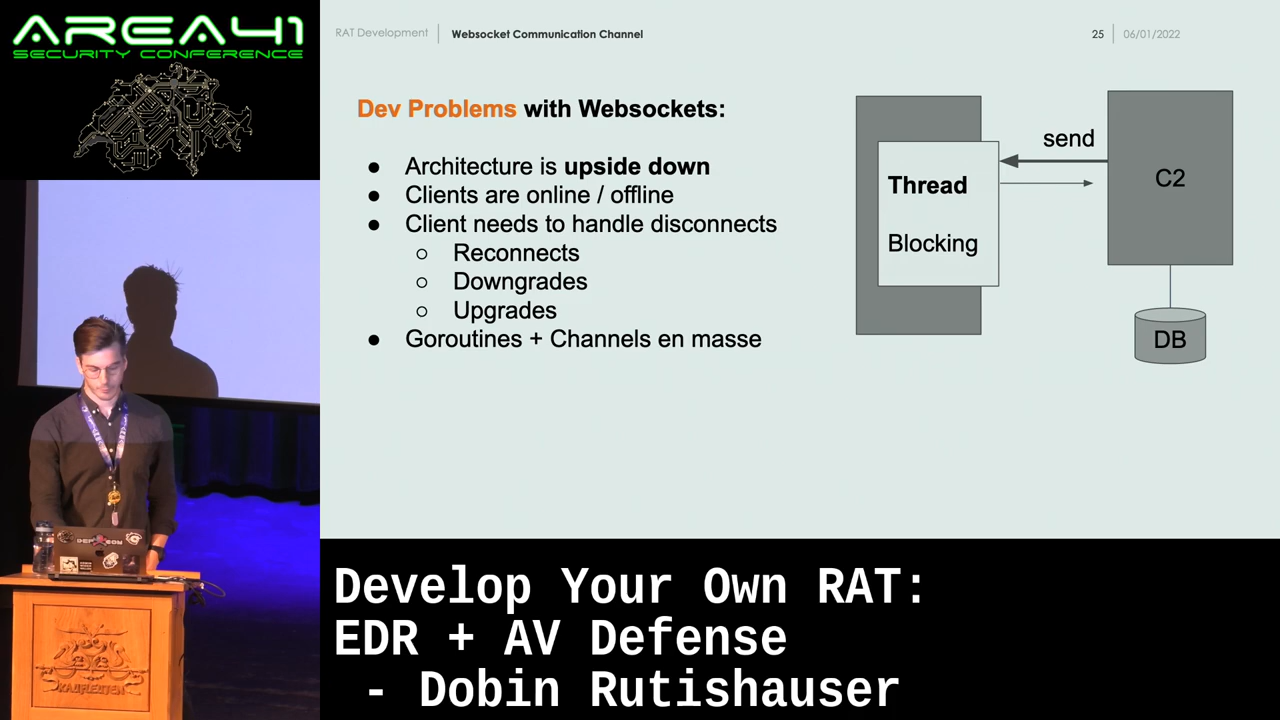 AREA41
SECURITY CONFERENCE
RAT Development
Websocket Communication Channel
25
06/01/2022
Dev Problems with Websockets:
● Architecture is upside down
● Clients are online / offline
● Client needs to handle disconnects
○ Reconnects
○ Downgrades
○ Upgrades
● Goroutines + Channels en masse
send
Thread
Blocking
C2
DB
KAUFLEUTEN
Develop Your Own RAT:
EDR + AV Defense
- Dobin Rutishauser